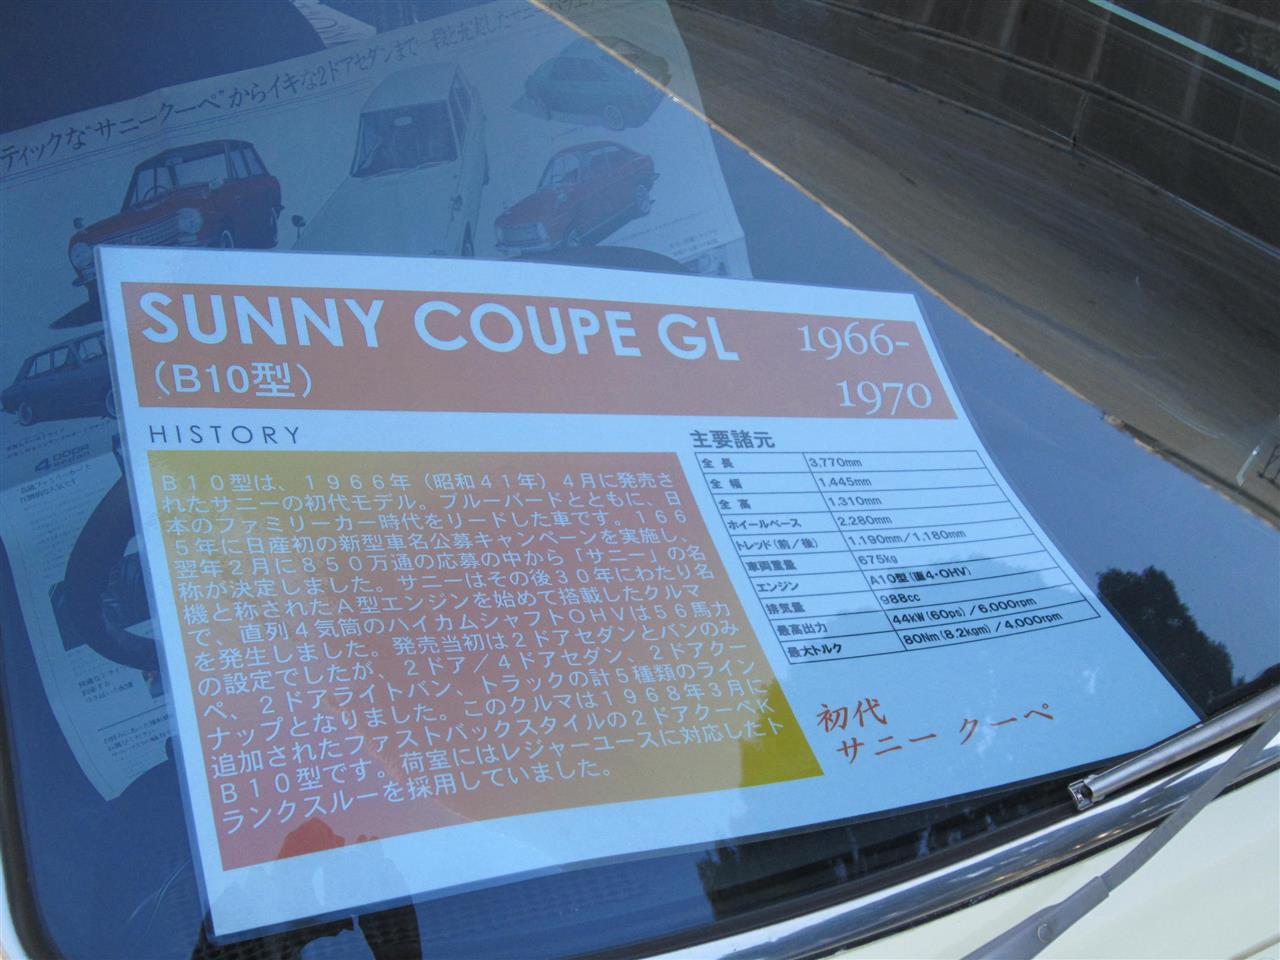 ティックな"サニークーペ"からイキな2ドアセダンまで一段と充実したサニー
4 DOOR
sedan
SUNNY COUPE GL
1966-
1970
(B10型)
HISTORY
B10型は、1966年(昭和41年)4月に発売さ
れたサニーの初代モデル。ブルーバードとともに、日
本のファミリーカー時代をリードした車です。166
5年に日産初の新型車名公募キャンペーンを実施し、
翌年2月に850万通の応募の中から「サニー」の名
称が決定しました。サニーはその後30年にわたり名
機と称されたA型エンジンを始めて搭載したクルマ
で、直列4気筒のハイカムシャフトOHVは56馬力
を発生しました。発売当初は2ドアセダンとバンのみ
の設定でしたが、2ドア/4ドアセダン、2ドアクー
ペ、2ドアライトバン、トラックの計5種類のライン
ナップとなりました。このクルマは1968年3月に
追加されたファストバックスタイルの2ドアクーペK
B10型です。荷室にはレジャーユースに対応したト
ランクスルーを採用していました。
主要諸元
全長 3,770mm
全幅 1,445mm
全高 1,310mm
ホイールベース 2,280mm
トレッド(前/後) 1,190mm/1,180mm
車両重量 675kg
エンジン A10型(直4・OHV)
排気量 988cc
最高出力 44kW(60ps)/6,000rpm
最大トルク 80Nm(8.2kgm)/4,000rpm
初代
サニー クーペ